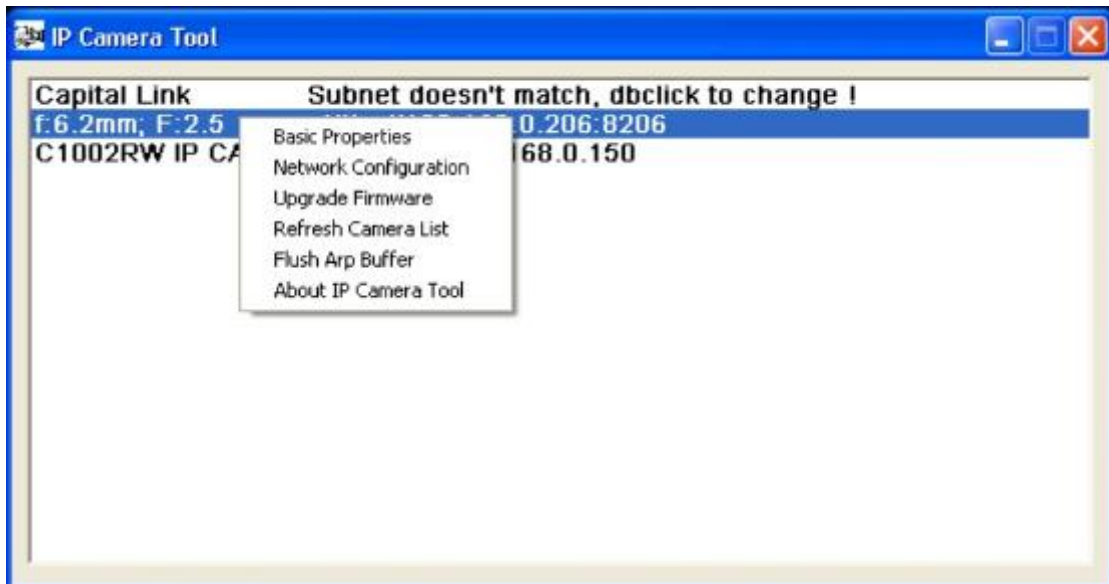 IP Camera Tool
Capital Link Subnet doesn't match, dbclick to change !
f:6.2mm; F:2.5 0.206:8206
C1002RW IP 168.0.150
Basic Properties
Network Configuration
Upgrade Firmware
Refresh Camera List
Flush Arp Buffer
About IP Camera Tool